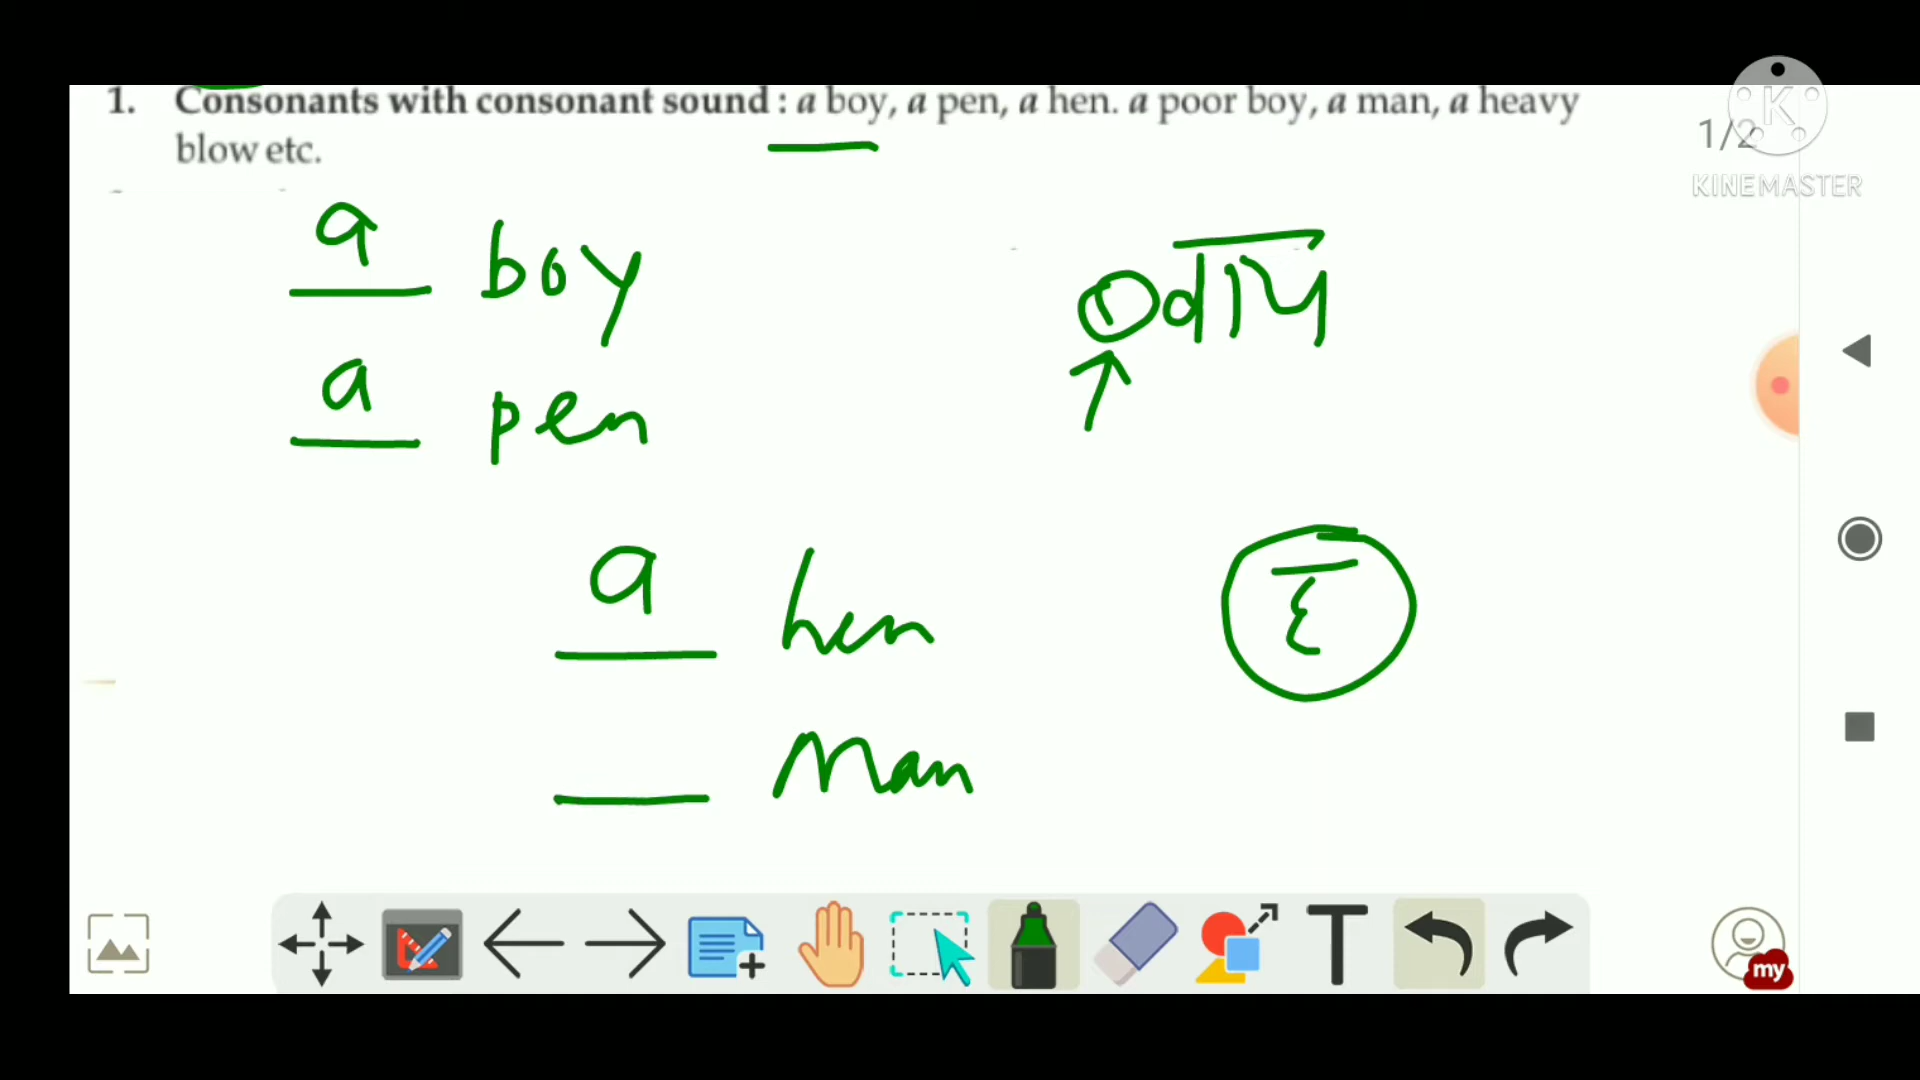 1. Consonants with consonant sound : a boy, a pen, a hen. a poor boy, a man, a heavy
blow etc.
1/2
KINEMASTER
a boy
a pen
a hen
man
my